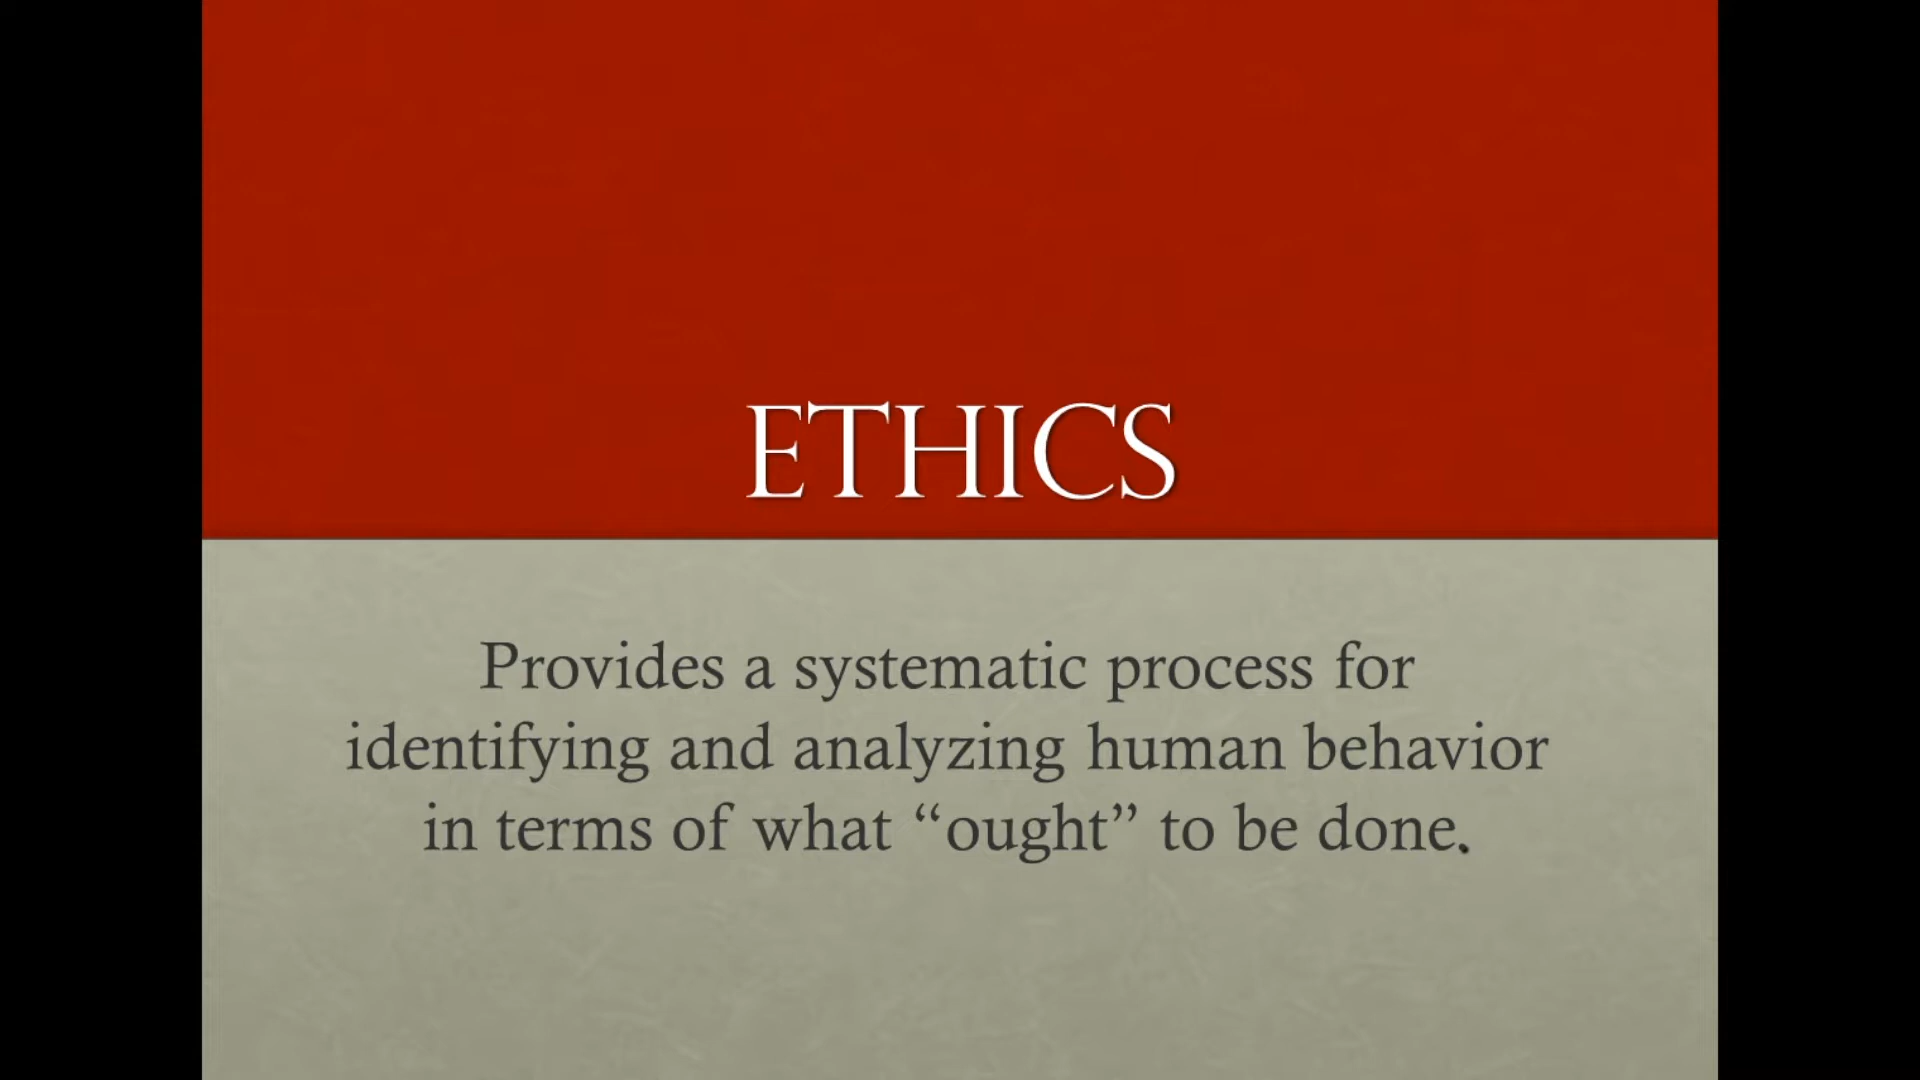 ETHICS
Provides a systematic process for
identifying and analyzing human behavior
in terms of what “ought” to be done.